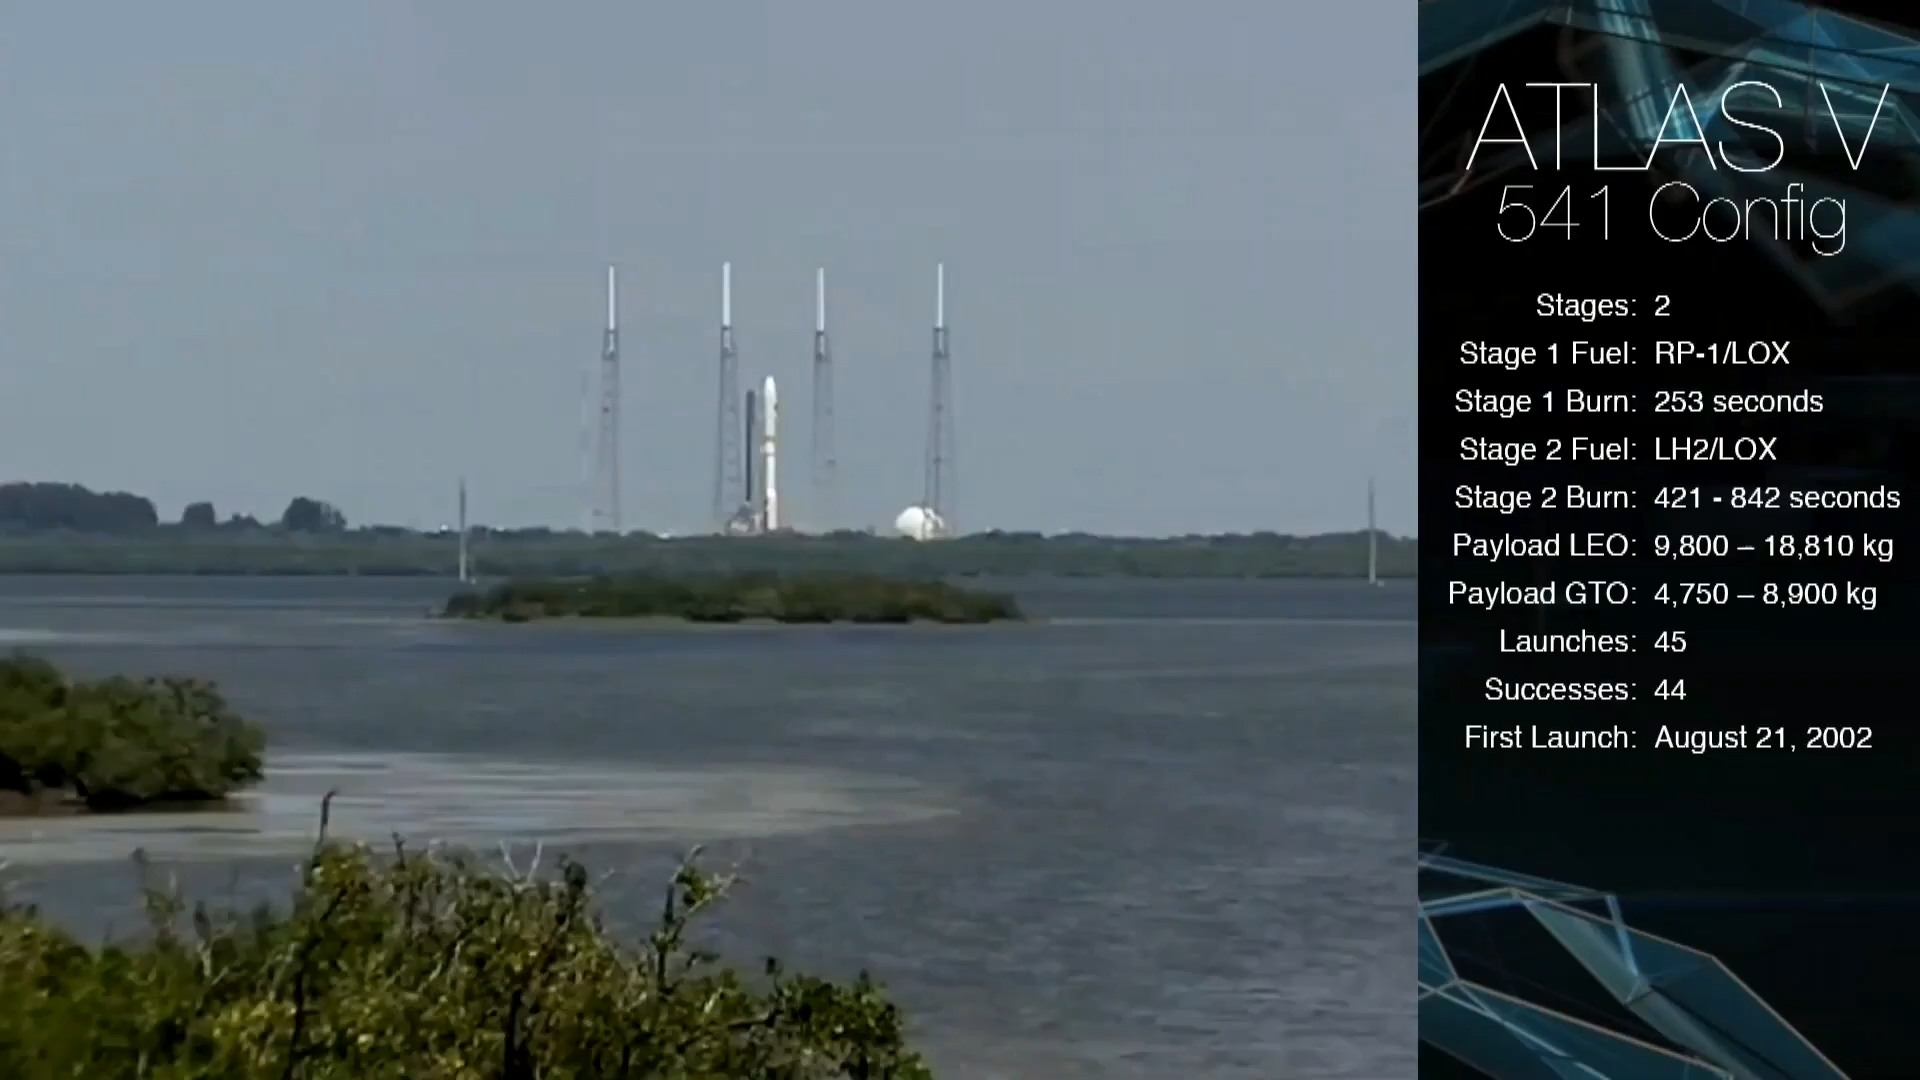 ATLAS V
541 Config
Stages: 2
Stage 1 Fuel: RP-1/LOX
Stage 1 Burn: 253 seconds
Stage 2 Fuel: LH2/LOX
Stage 2 Burn: 421 - 842 seconds
Payload LEO: 9,800 – 18,810 kg
Payload GTO: 4,750 – 8,900 kg
Launches: 45
Successes: 44
First Launch: August 21, 2002